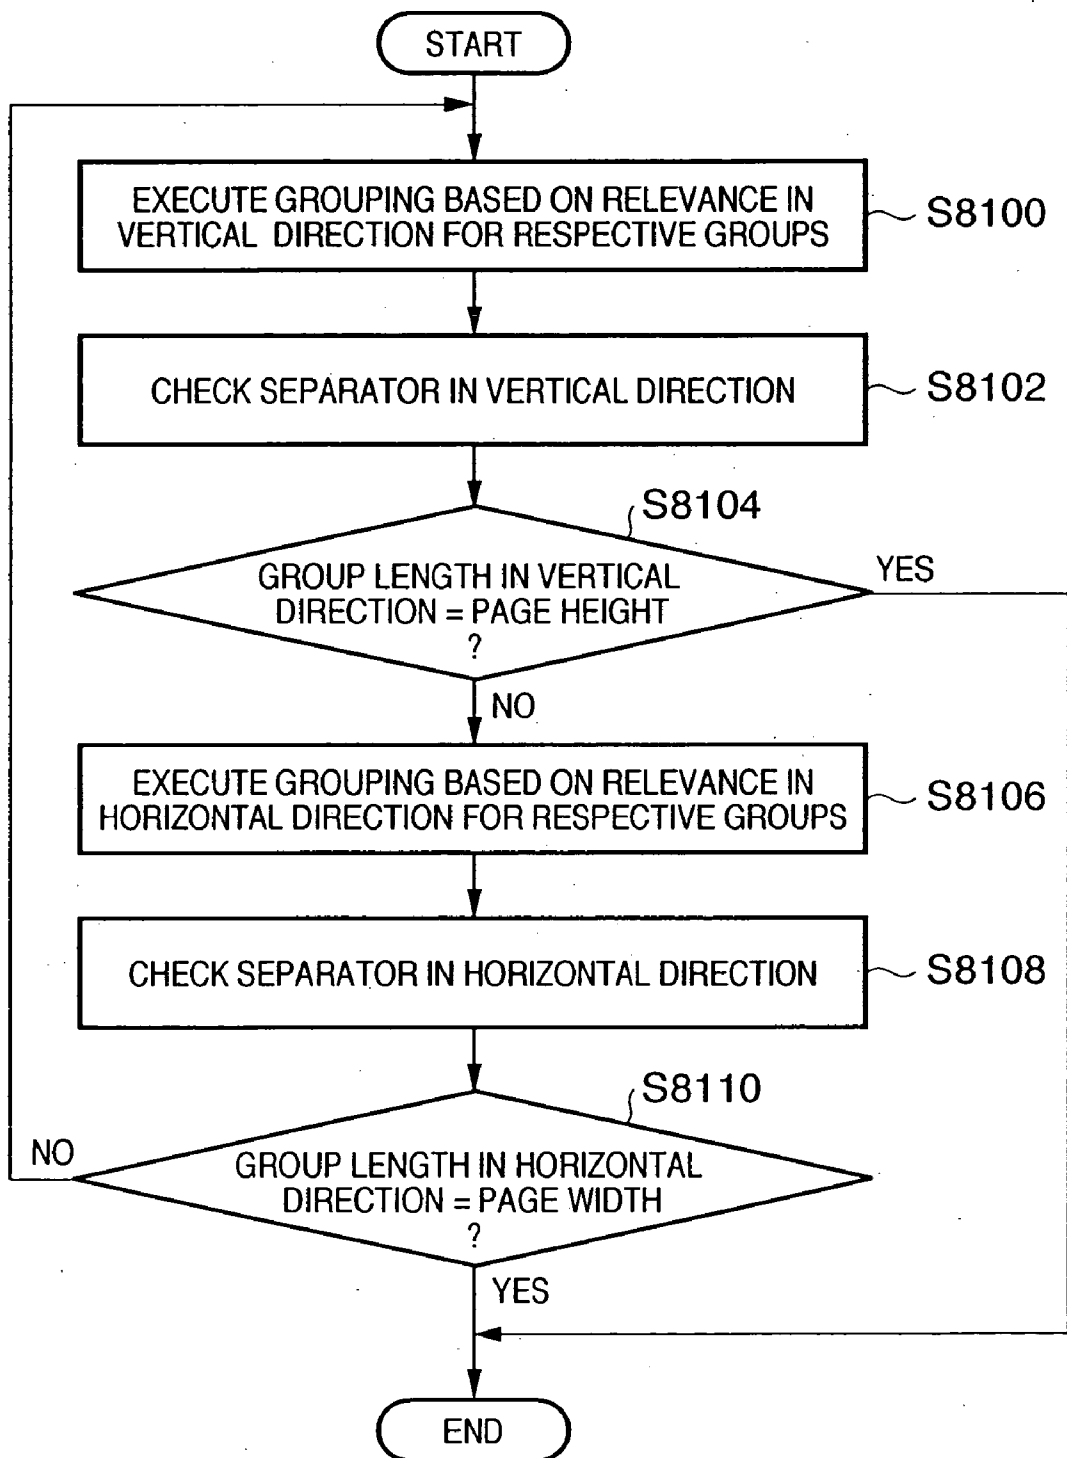 START
EXECUTE GROUPING BASED ON RELEVANCE IN
VERTICAL DIRECTION FOR RESPECTIVE GROUPS
S8100
CHECK SEPARATOR IN VERTICAL DIRECTION
S8102
S8104
GROUP LENGTH IN VERTICAL
DIRECTION = PAGE HEIGHT
?
YES
NO
EXECUTE GROUPING BASED ON RELEVANCE IN
HORIZONTAL DIRECTION FOR RESPECTIVE GROUPS
S8106
CHECK SEPARATOR IN HORIZONTAL DIRECTION
S8108
S8110
NO
GROUP LENGTH IN HORIZONTAL
DIRECTION = PAGE WIDTH
?
YES
END